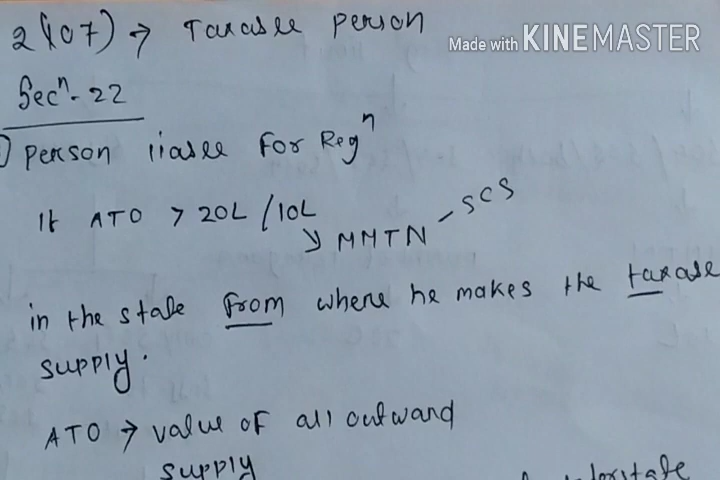 2(107) → Taxable person
Made with KINEMASTER
Secⁿ-22
person liable For Regⁿ
If ATO > 20L / 10L
↘ MMTN - SCS
in the state from where he makes the taxable
supply.
ATO → value of all outward
supply
interstate